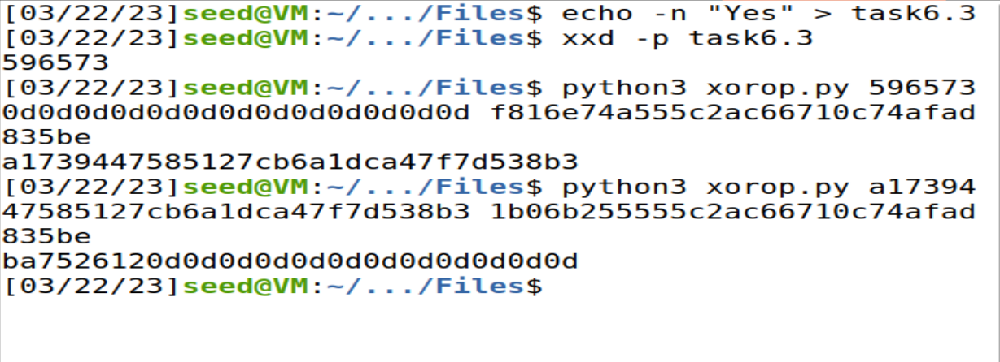 [03/22/23]seed@VM:~/.../Files$ echo -n "Yes" > task6.3
[03/22/23]seed@VM:~/.../Files$ xxd -p task6.3
596573
[03/22/23]seed@VM:~/.../Files$ python3 xorop.py 596573
0d0d0d0d0d0d0d0d0d0d0d0d0d f816e74a555c2ac66710c74afad
835be
a1739447585127cb6a1dca47f7d538b3
[03/22/23]seed@VM:~/.../Files$ python3 xorop.py a17394
47585127cb6a1dca47f7d538b3 1b06b255555c2ac66710c74afad
835be
ba7526120d0d0d0d0d0d0d0d0d0d0d0d
[03/22/23]seed@VM:~/.../Files$